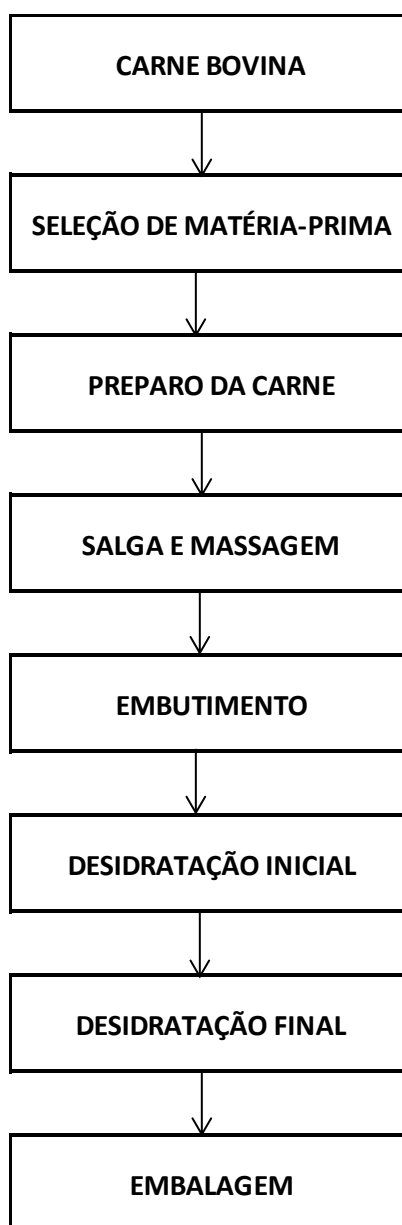 CARNE BOVINA
SELEÇÃO DE MATÉRIA-PRIMA
PREPARO DA CARNE
SALGA E MASSAGEM
EMBUTIMENTO
DESIDRATAÇÃO INICIAL
DESIDRATAÇÃO FINAL
EMBALAGEM